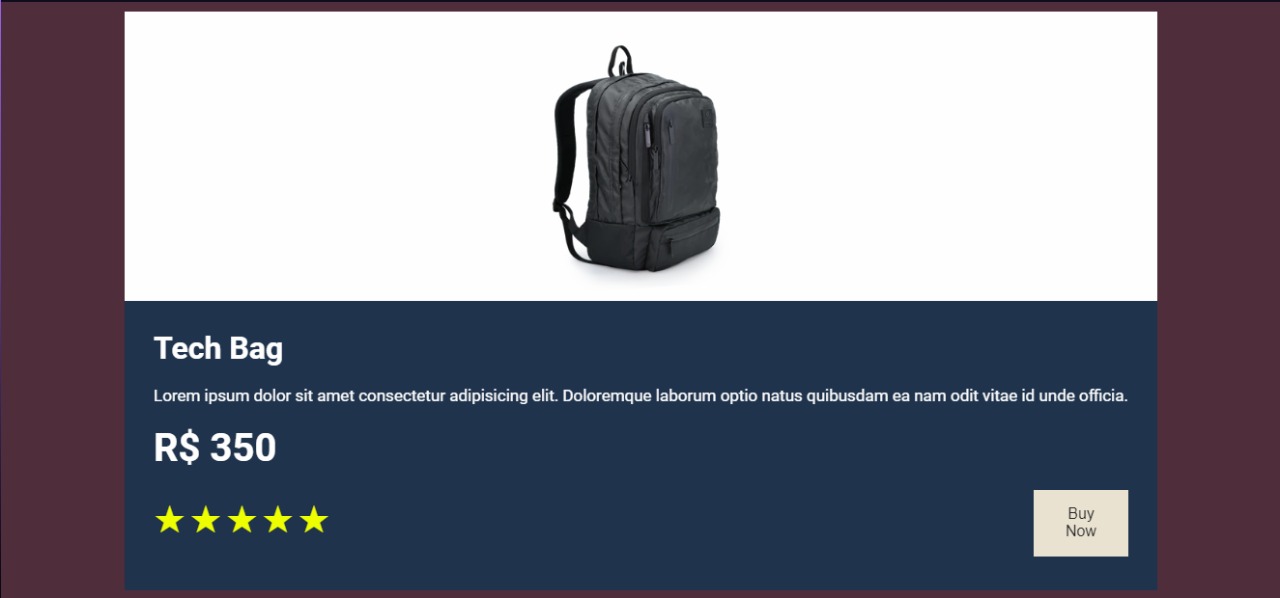 Tech Bag
Lorem ipsum dolor sit amet consectetur adipisicing elit. Doloremque laborum optio natus quibusdam ea nam odit vitae id unde officia.
R$ 350
★★★★★
Buy
Now